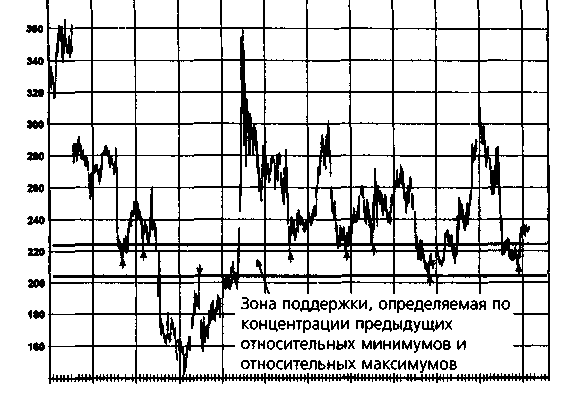 360
340
320
300
280
260
240
220
200
180
160
Зона поддержки, определяемая по
концентрации предыдущих
относительных минимумов и
относительных максимумов